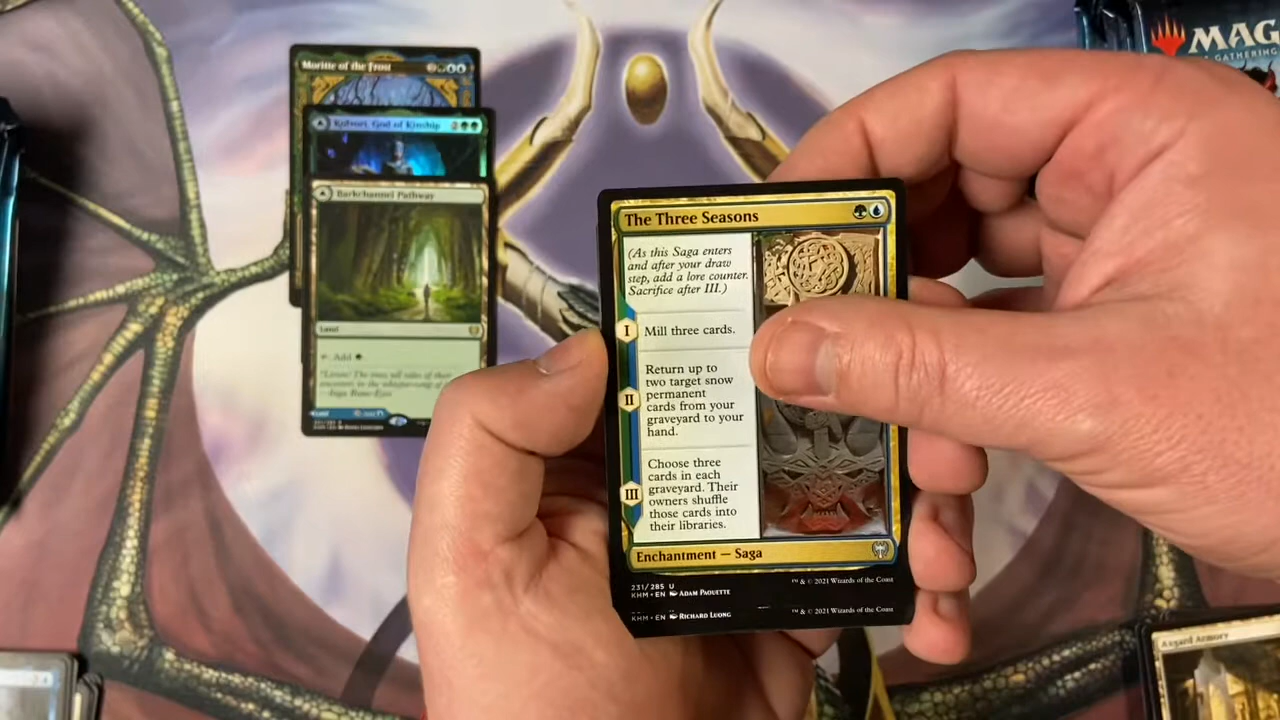 MAG
GATHERING
Moritte of the Frost
Kolvori, God of Kinship
2
Barkchannel Pathway
Land
Add
The Three Seasons
(As this Saga enters
and after your draw
step, add a lore counter.
Sacrifice after III.)
I
Mill three cards.
II
Return up to
two target snow
permanent
cards from your
graveyard to your
hand.
III
Choose three
cards in each
graveyard. Their
owners shuffle
those cards into
their libraries.
Enchantment — Saga
231/285 U
KHM • EN ADAM PAQUETTE
™ & © 2021 Wizards of the Coast
KHM • EN RICHARD LUONG
™ & © 2021 Wizards of the Coast
Axgard Armory